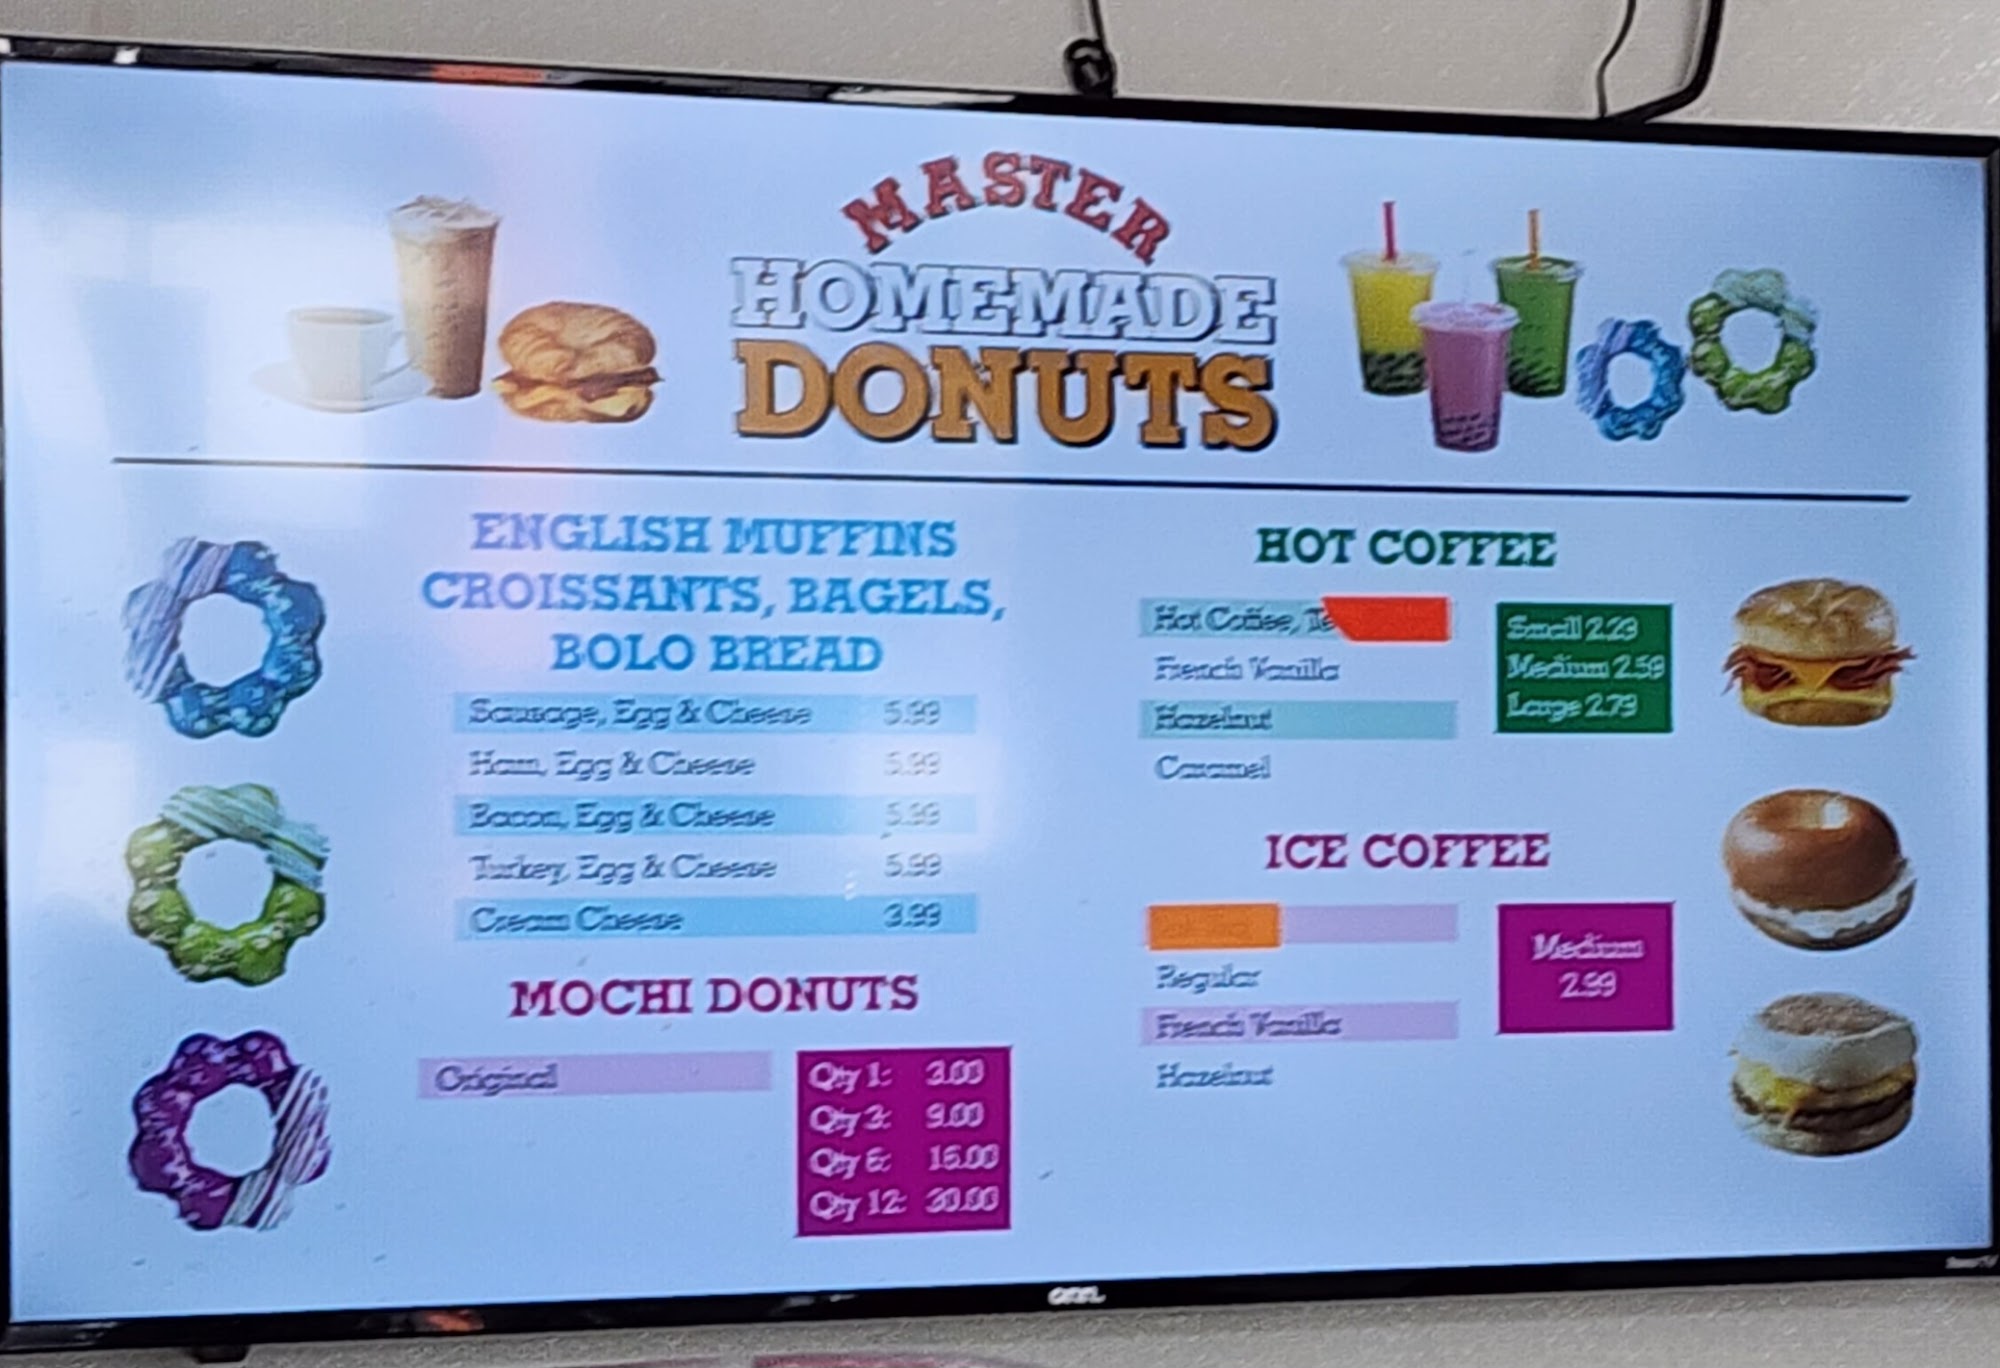 MASTER
HOMEMADE
DONUTS
ENGLISH MUFFINS
CROISSANTS, BAGELS,
BOLO BREAD
Sausage, Egg & Cheese 5.99
Ham, Egg & Cheese 5.99
Bacon, Egg & Cheese 5.99
Turkey, Egg & Cheese 5.99
Cream Cheese 3.99
MOCHI DONUTS
Original
Qty 1: 3.00
Qty 3: 9.00
Qty 6: 16.00
Qty 12: 30.00
HOT COFFEE
Hot Coffee,
French Vanilla
Hazelnut
Caramel
Small 2.29
Medium 2.59
Large 2.79
ICE COFFEE
Regular
French Vanilla
Hazelnut
Medium
2.99
onn.